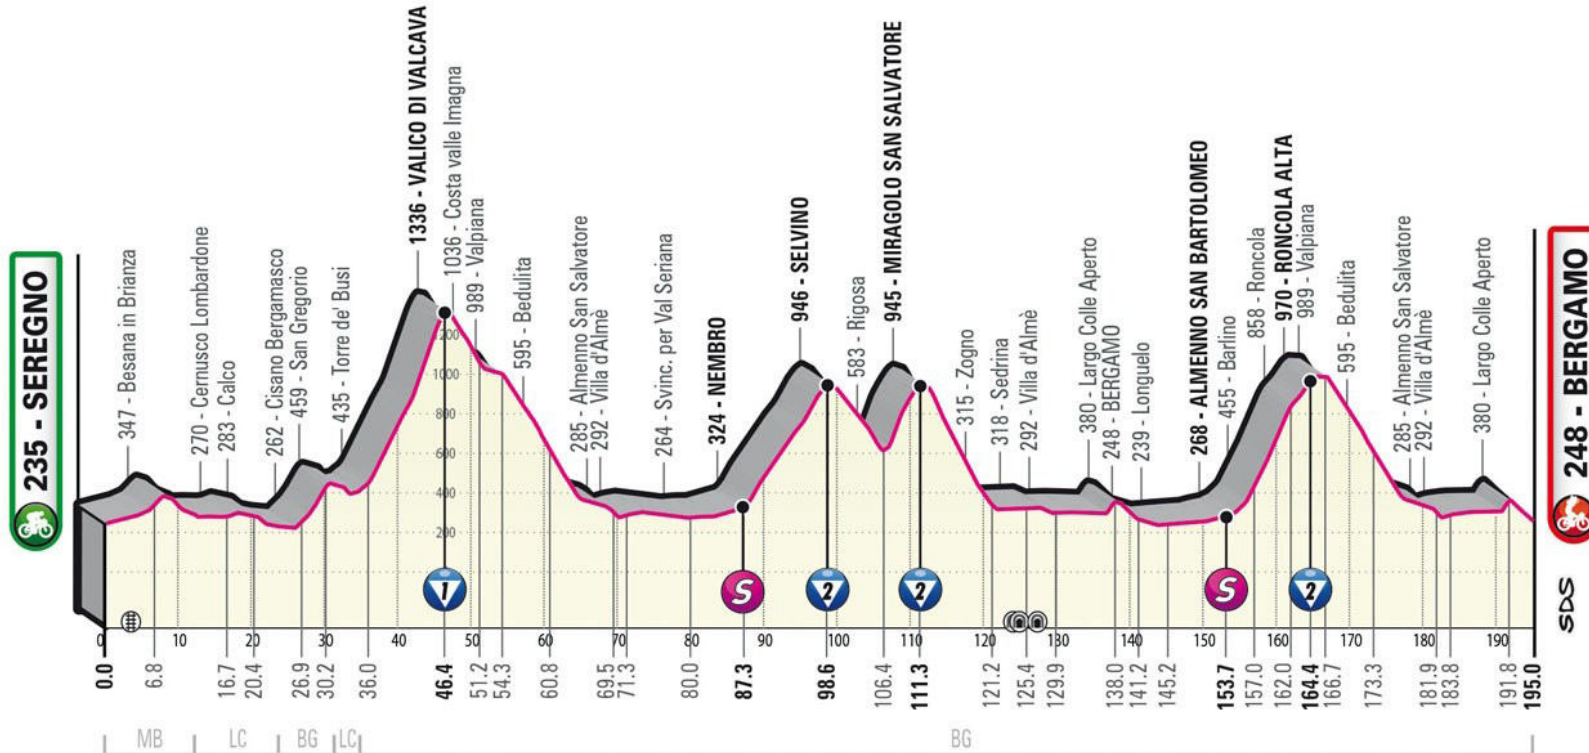 235 - SEREGNO
347 - Besana in Brianza
270 - Cernusco Lombardone
283 - Calco
262 - Cisano Bergamasco
459 - San Gregorio
435 - Torre de' Busi
1336 - VALICO DI VALCAVA
1036 - Costa valle Imagna
989 - Valpiana
595 - Bedulita
285 - Almenno San Salvatore
292 - Villa d'Almè
264 - Svinc. per Val Seriana
324 - NEMBRO
946 - SELVINO
583 - Rigosa
945 - MIRAGOLO SAN SALVATORE
315 - Zogno
318 - Sedrina
292 - Villa d'Almè
380 - Largo Colle Aperto
248 - BERGAMO
239 - Longuelo
268 - ALMENNO SAN BARTOLOMEO
455 - Barlino
858 - Roncola
970 - RONCOLA ALTA
989 - Valpiana
595 - Bedulita
285 - Almenno San Salvatore
292 - Villa d'Almè
380 - Largo Colle Aperto
248 - BERGAMO
1200
1000
800
600
400
200
1
S
2
2
S
2
SDS
0 10 20 30 40 50 60 70 80 90 100 110 120 130 140 150 160 170 180 190
0.0 6.8 16.7 20.4 26.9 30.2 36.0 46.4 51.2 54.3 60.8 69.5 71.3 80.0 87.3 98.6 106.4 111.3 121.2 125.4 129.9 138.0 141.2 145.2 153.7 157.0 162.0 164.4 166.7 173.3 181.9 183.8 191.8 195.0
MB LC BG LC BG